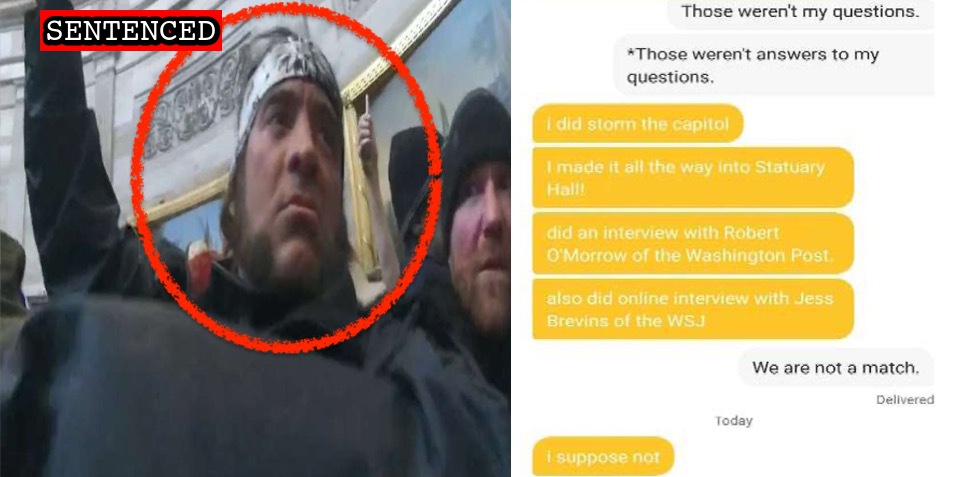 SENTENCED
Those weren't my questions.
*Those weren't answers to my
questions.
i did storm the capitol
I made it all the way into Statuary
Hall!
did an interview with Robert
O'Morrow of the Washington Post.
also did online interview with Jess
Brevins of the WSJ
We are not a match.
Delivered
Today
i suppose not